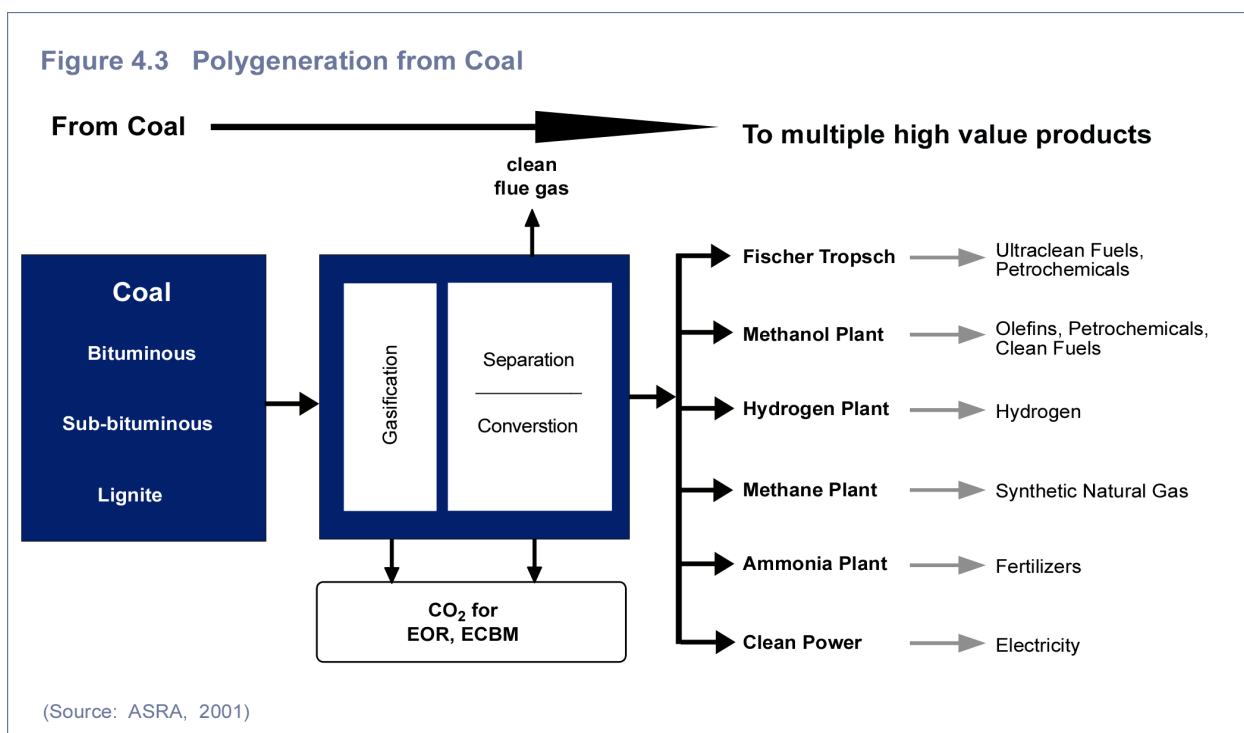 Figure 4.3 Polygeneration from Coal
From Coal
To multiple high value products
clean
flue gas
Coal
Bituminous
Sub-bituminous
Lignite
Gasification
Separation
Converstion
CO₂ for
EOR, ECBM
Fischer Tropsch
Ultraclean Fuels,
Petrochemicals
Methanol Plant
Olefins, Petrochemicals,
Clean Fuels
Hydrogen Plant
Hydrogen
Methane Plant
Synthetic Natural Gas
Ammonia Plant
Fertilizers
Clean Power
Electricity
(Source: ASRA, 2001)